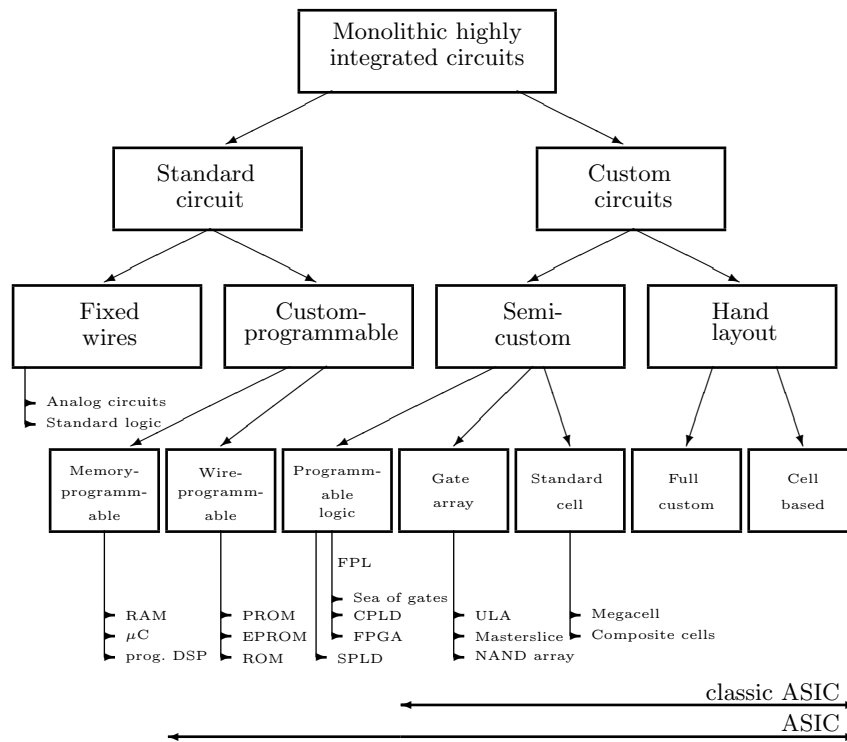 Monolithic highly
integrated circuits
Standard
circuit
Custom
circuits
Fixed
wires
Custom-
programmable
Semi-
custom
Hand
layout
Analog circuits
Standard logic
Memory-
programm-
able
Wire-
programm-
able
Programm-
able
logic
Gate
array
Standard
cell
Full
custom
Cell
based
RAM
μC
prog. DSP
PROM
EPROM
ROM
FPL
Sea of gates
CPLD
FPGA
SPLD
ULA
Masterslice
NAND array
Megacell
Composite cells
classic ASIC
ASIC